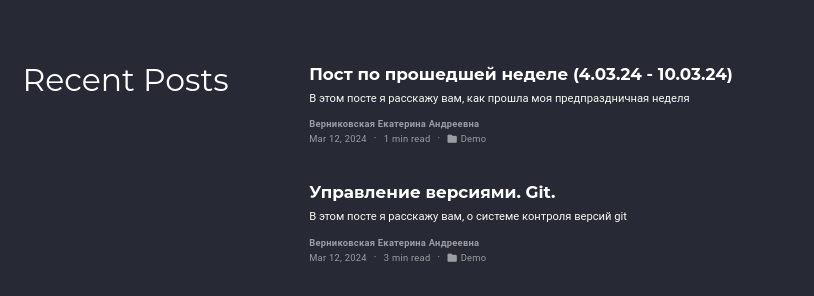 Recent Posts
Пост по прошедшей неделе (4.03.24 - 10.03.24)
В этом посте я расскажу вам, как прошла моя предпраздничная неделя
Верниковская Екатерина Андреевна
Mar 12, 2024 · 1 min read · Demo
Управление версиями. Git.
В этом посте я расскажу вам, о системе контроля версий git
Верниковская Екатерина Андреевна
Mar 12, 2024 · 3 min read · Demo